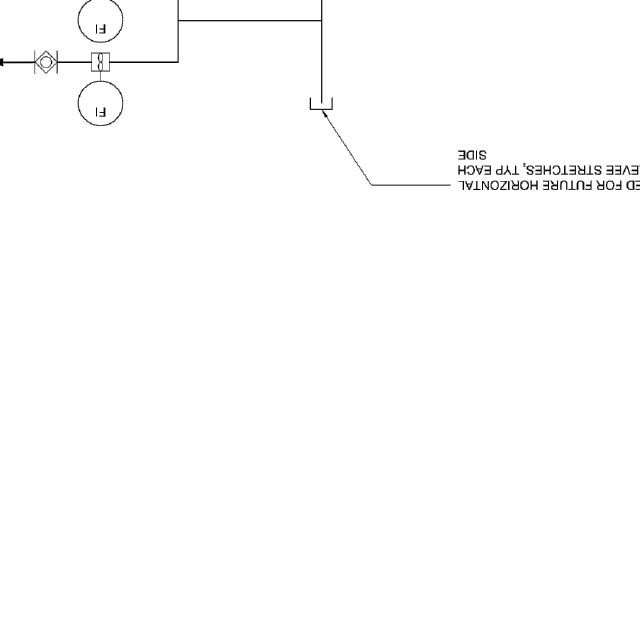 ED FOR FUTURE HORIZONTAL
EVEE STRETCHES, TYP EACH
SIDE
FI
FI